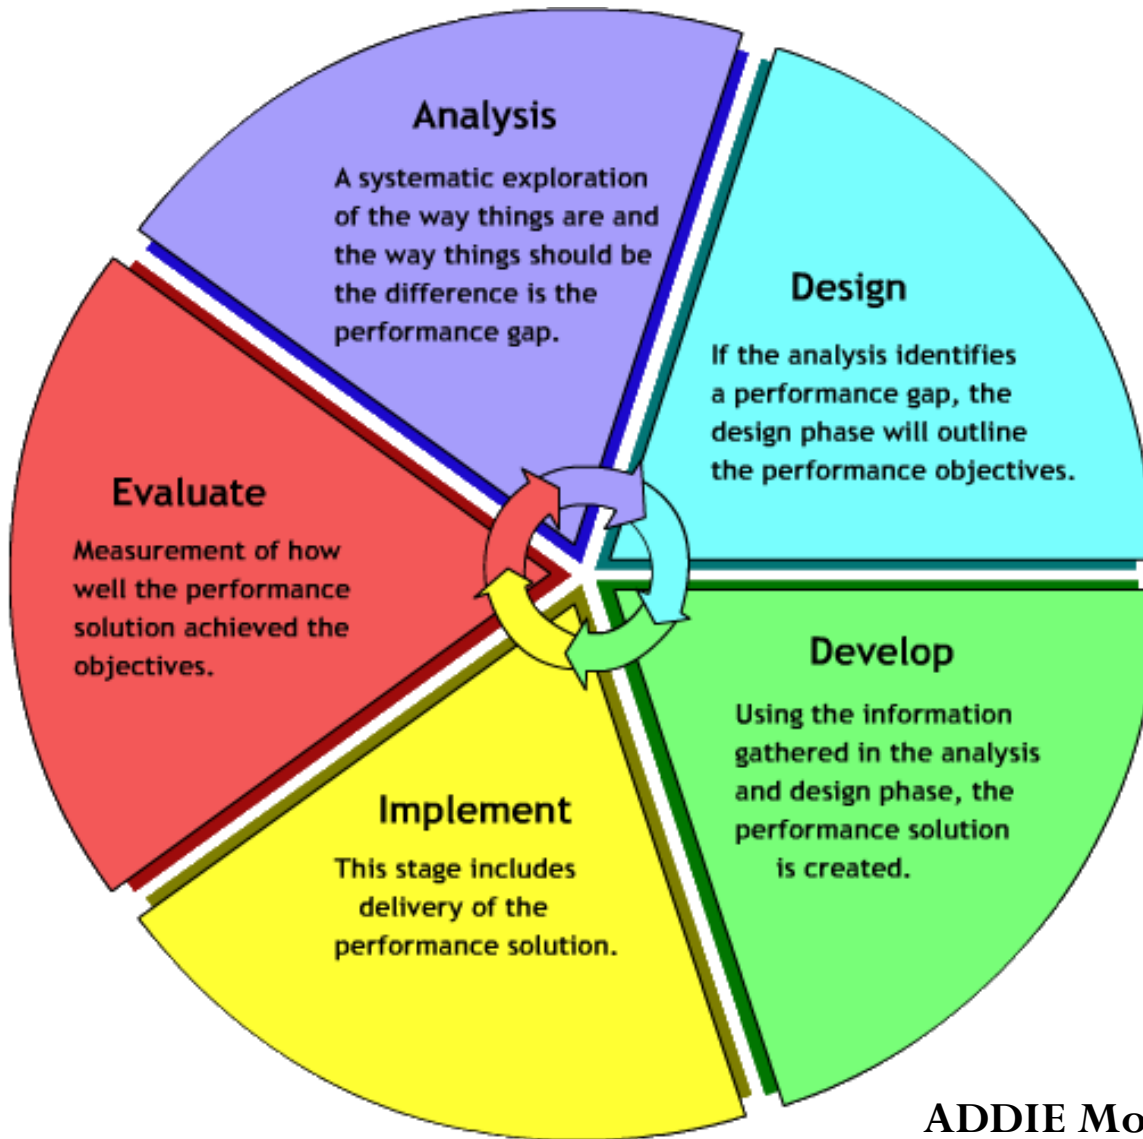 Analysis
A systematic exploration
of the way things are and
the way things should be
the difference is the
performance gap.
Design
If the analysis identifies
a performance gap, the
design phase will outline
the performance objectives.
Develop
Using the information
gathered in the analysis
and design phase, the
performance solution
is created.
Implement
This stage includes
delivery of the
performance solution.
Evaluate
Measurement of how
well the performance
solution achieved the
objectives.
ADDIE Mo